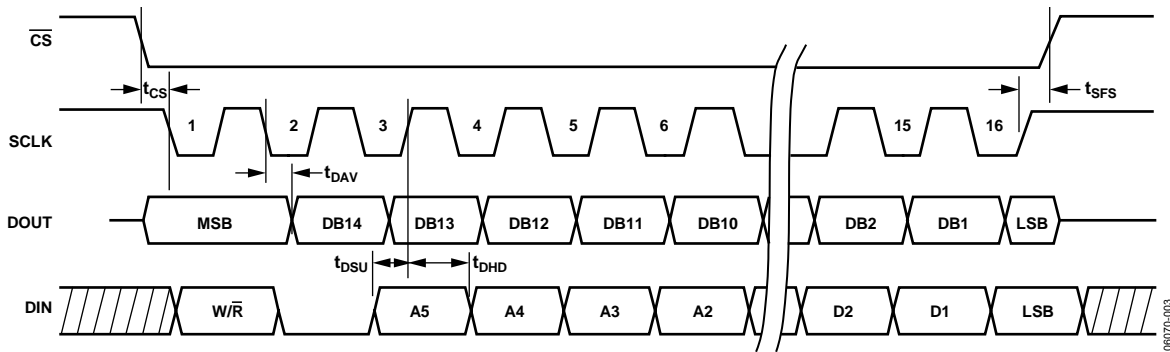 CS
tCS
tSFS
SCLK
1 2 3 4 5 6 15 16
tDAV
DOUT
MSB DB14 DB13 DB12 DB11 DB10 DB2 DB1 LSB
tDSU tDHD
DIN
W/R A5 A4 A3 A2 D2 D1 LSB
06070-003